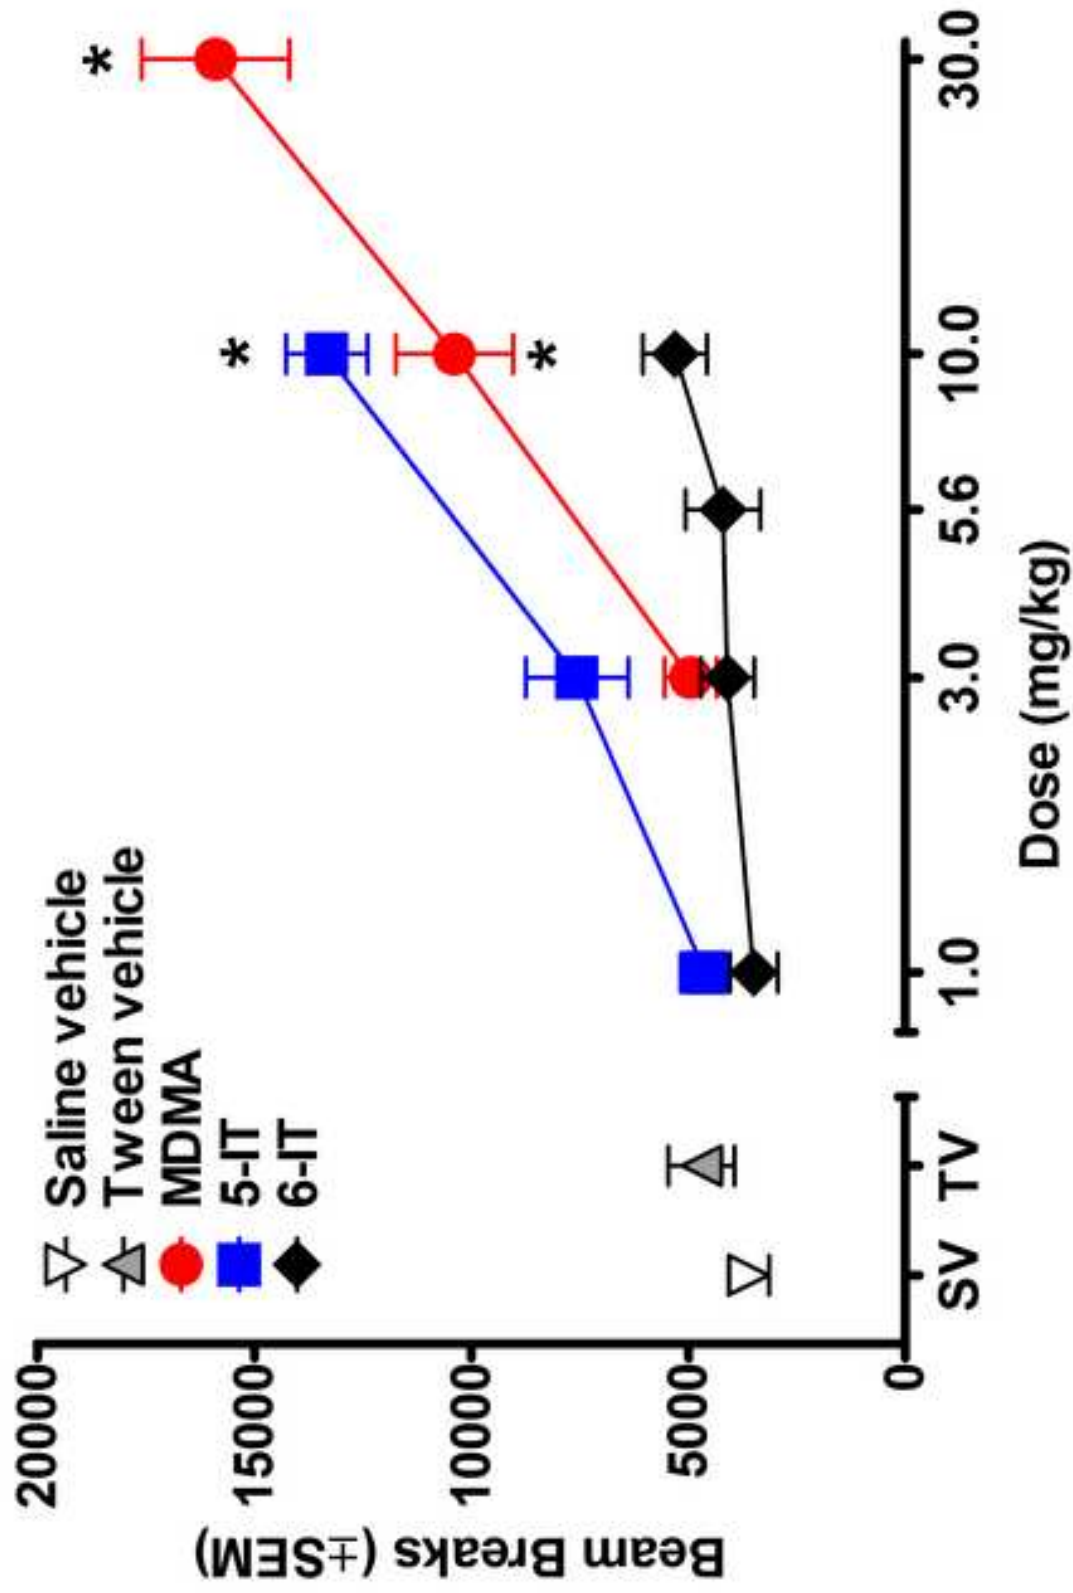 20000
15000
10000
5000
0
Beam Breaks (±SEM)
Saline vehicle
Tween vehicle
MDMA
5-IT
6-IT
*
*
*
SV TV 1.0 3.0 5.6 10.0 30.0
Dose (mg/kg)